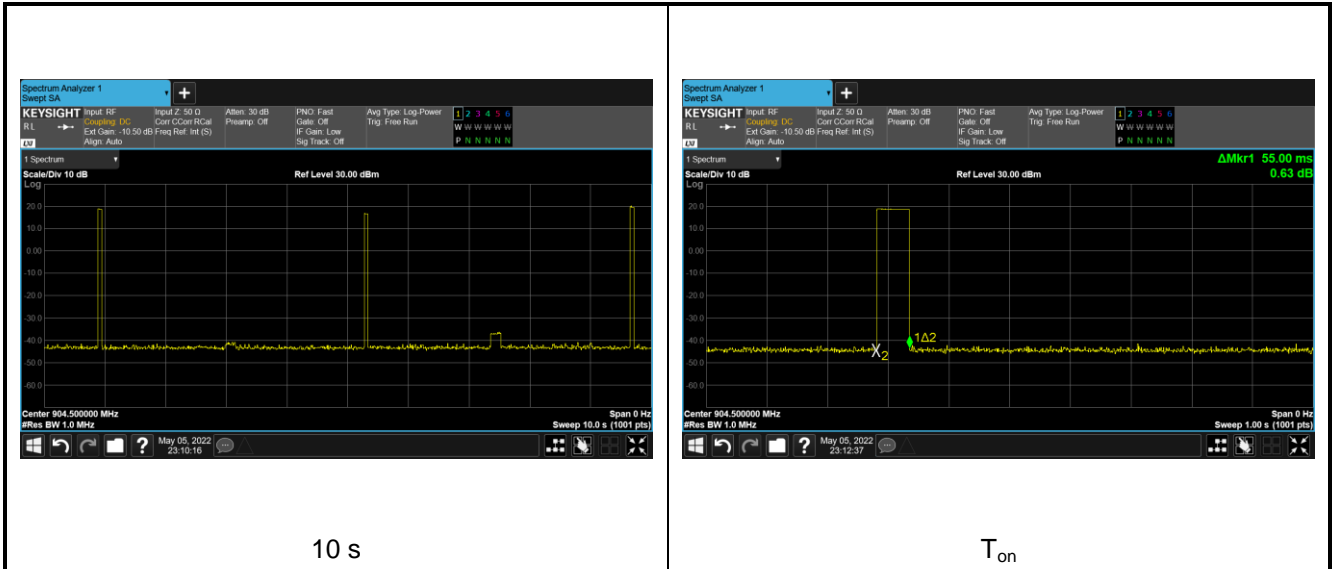 Spectrum Analyzer 1
Swept SA
KEYSIGHT
RL
LXI
Input: RF
Coupling: DC
Ext Gain: -10.50 dB
Align: Auto
Input Z: 50 Ω
Corr CCorr RCal
Freq Ref: Int (S)
Atten: 30 dB
Preamp: Off
PNO: Fast
Gate: Off
IF Gain: Low
Sig Track: Off
Avg Type: Log-Power
Trig: Free Run
1 2 3 4 5 6
W W W W W W
P N N N N N
1 Spectrum
Scale/Div 10 dB
Ref Level 30.00 dBm
Log
20.0
10.0
0.00
-10.0
-20.0
-30.0
-40.0
-50.0
-60.0
Center 904.500000 MHz
Span 0 Hz
#Res BW 1.0 MHz
Sweep 10.0 s (1001 pts)
?
May 05, 2022
23:10:16
10 s
Spectrum Analyzer 1
Swept SA
KEYSIGHT
RL
LXI
Input: RF
Coupling: DC
Ext Gain: -10.50 dB
Align: Auto
Input Z: 50 Ω
Corr CCorr RCal
Freq Ref: Int (S)
Atten: 30 dB
Preamp: Off
PNO: Fast
Gate: Off
IF Gain: Low
Sig Track: Off
Avg Type: Log-Power
Trig: Free Run
1 2 3 4 5 6
W W W W W W
P N N N N N
1 Spectrum
ΔMkr1 55.00 ms
Scale/Div 10 dB
Ref Level 30.00 dBm
0.63 dB
Log
20.0
10.0
0.00
-10.0
-20.0
-30.0
-40.0
-50.0
-60.0
1Δ2
X2
Center 904.500000 MHz
Span 0 Hz
#Res BW 1.0 MHz
Sweep 1.00 s (1001 pts)
?
May 05, 2022
23:12:37
Ton